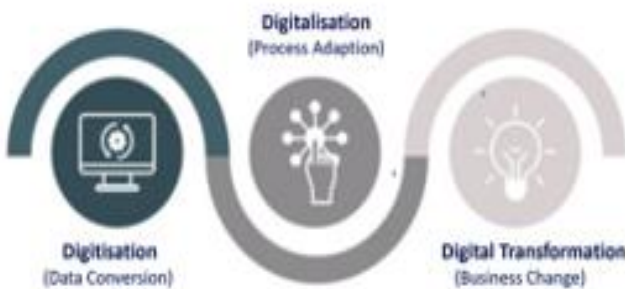 Digitalisation
(Process Adaption)
Digitisation
(Data Conversion)
Digital Transformation
(Business Change)